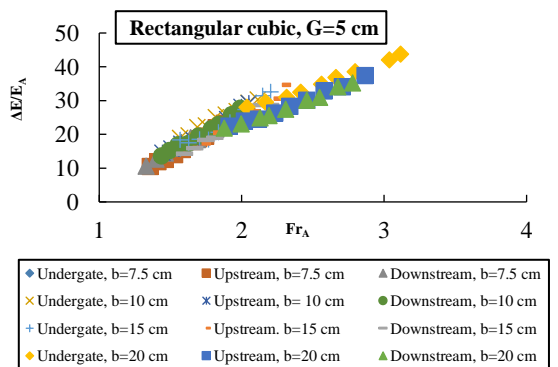 Rectangular cubic, G=5 cm
ΔE/E_A
50
40
30
20
10
0
1 2 3 4
Fr_A
Undergate, b=7.5 cm Upstream, b=7.5 cm Downstream, b=7.5 cm
Undergate, b=10 cm Upstream, b= 10 cm Downstream, b=10 cm
Undergate, b=15 cm Upstream. b=15 cm Downstream, b=15 cm
Undergate, b=20 cm Upstream, b=20 cm Downstream, b=20 cm